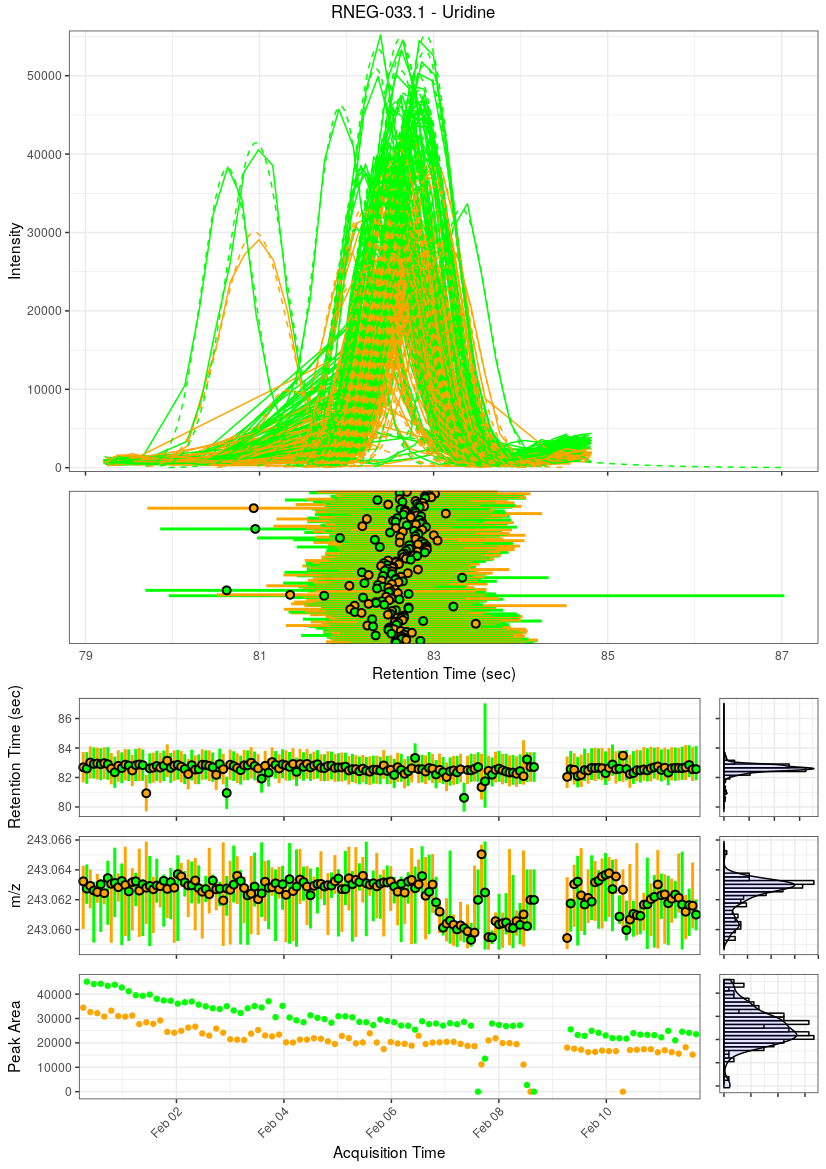 RNEG-033.1 - Uridine
Intensity
50000
40000
30000
20000
10000
0
79
81
83
85
87
Retention Time (sec)
Retention Time (sec)
86
84
82
80
m/z
243.066
243.064
243.062
243.060
Peak Area
40000
30000
20000
10000
0
Feb 02
Feb 04
Feb 06
Feb 08
Feb 10
Acquisition Time